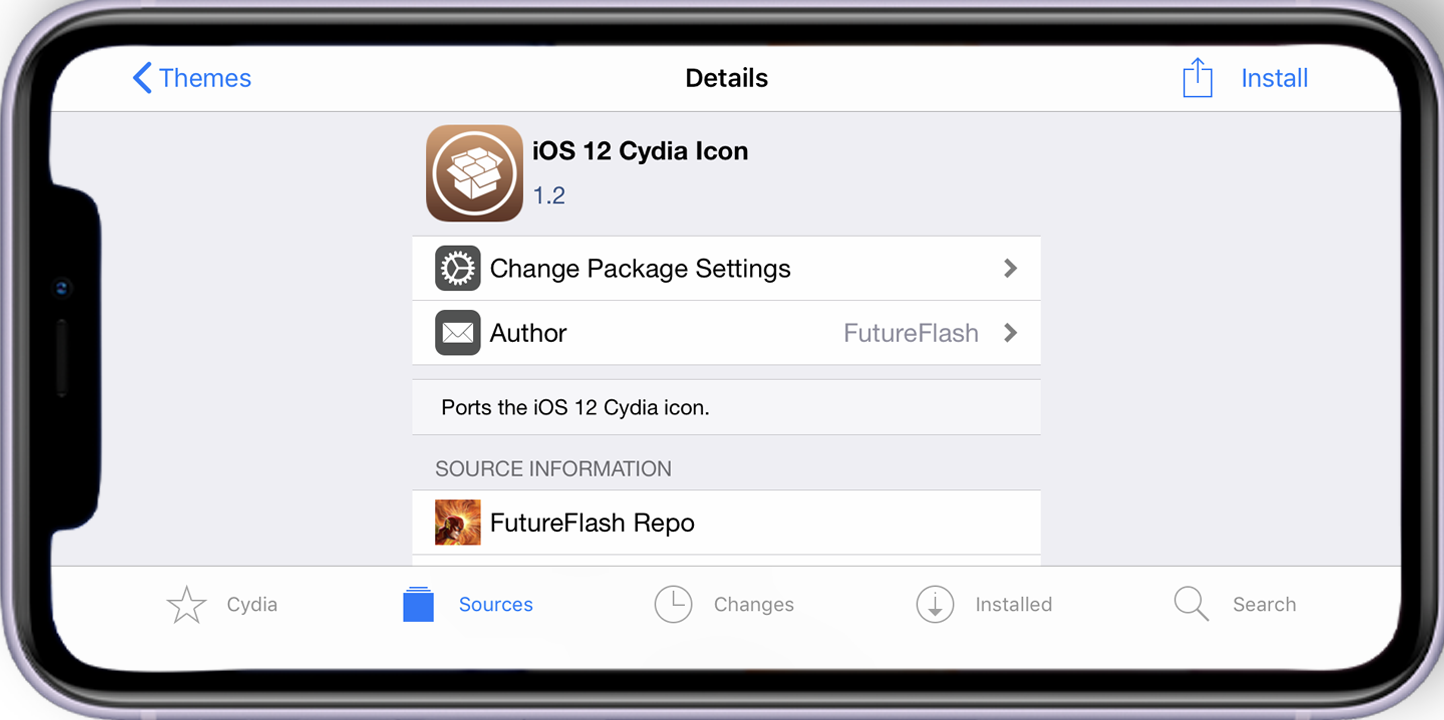 Themes
Details
Install
iOS 12 Cydia Icon
1.2
Change Package Settings
Author
FutureFlash
Ports the iOS 12 Cydia icon.
SOURCE INFORMATION
FutureFlash Repo
Cydia
Sources
Changes
Installed
Search